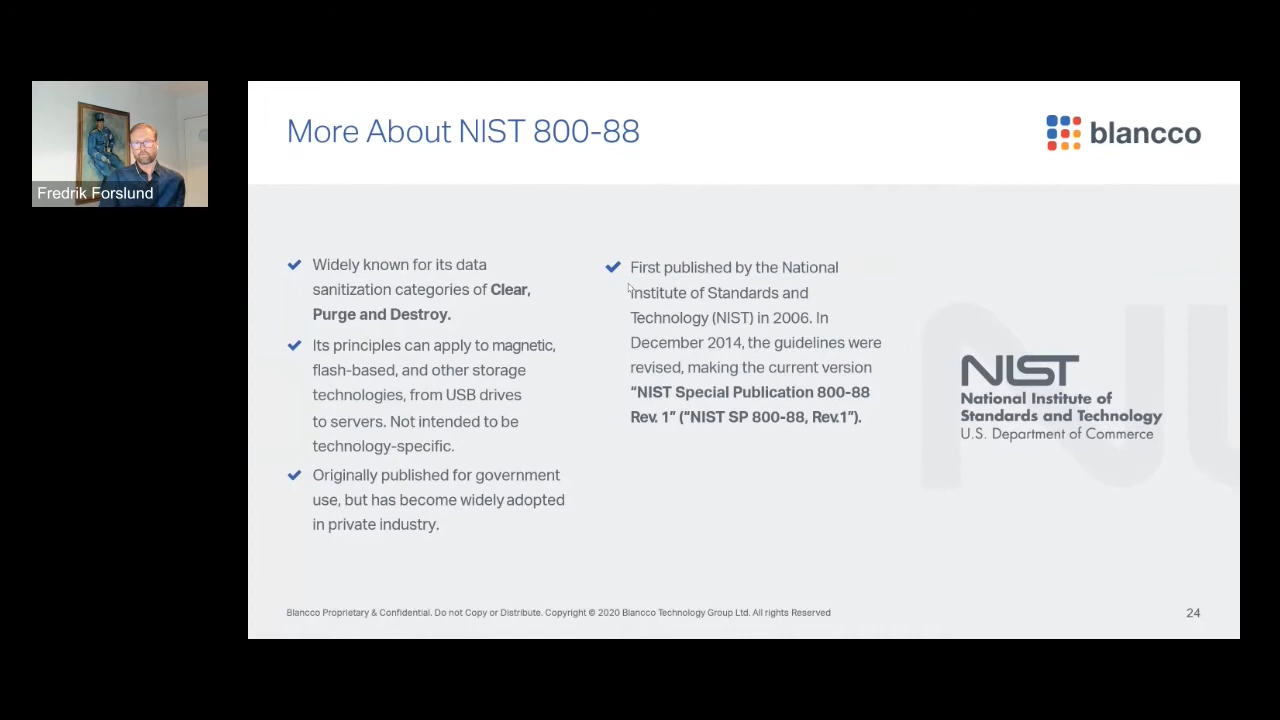 More About NIST 800-88
blancco
Fredrik Forslund
Widely known for its data
sanitization categories of Clear,
Purge and Destroy.
Its principles can apply to magnetic,
flash-based, and other storage
technologies, from USB drives
to servers. Not intended to be
technology-specific.
Originally published for government
use, but has become widely adopted
in private industry.
First published by the National
Institute of Standards and
Technology (NIST) in 2006. In
December 2014, the guidelines were
revised, making the current version
“NIST Special Publication 800-88
Rev. 1” (“NIST SP 800-88, Rev.1”).
NIST
National Institute of
Standards and Technology
U.S. Department of Commerce
Blancco Proprietary & Confidential. Do not Copy or Distribute. Copyright © 2020 Blancco Technology Group Ltd. All rights Reserved
24